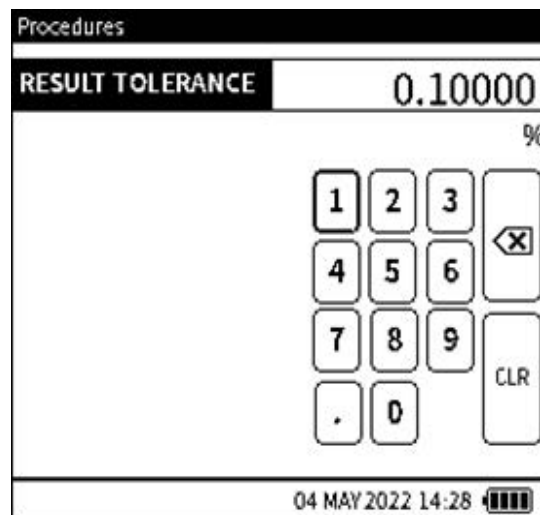 Procedures
RESULT TOLERANCE 0.10000
%
1 2 3
4 5 6
7 8 9
CLR
. 0
04 MAY 2022 14:28